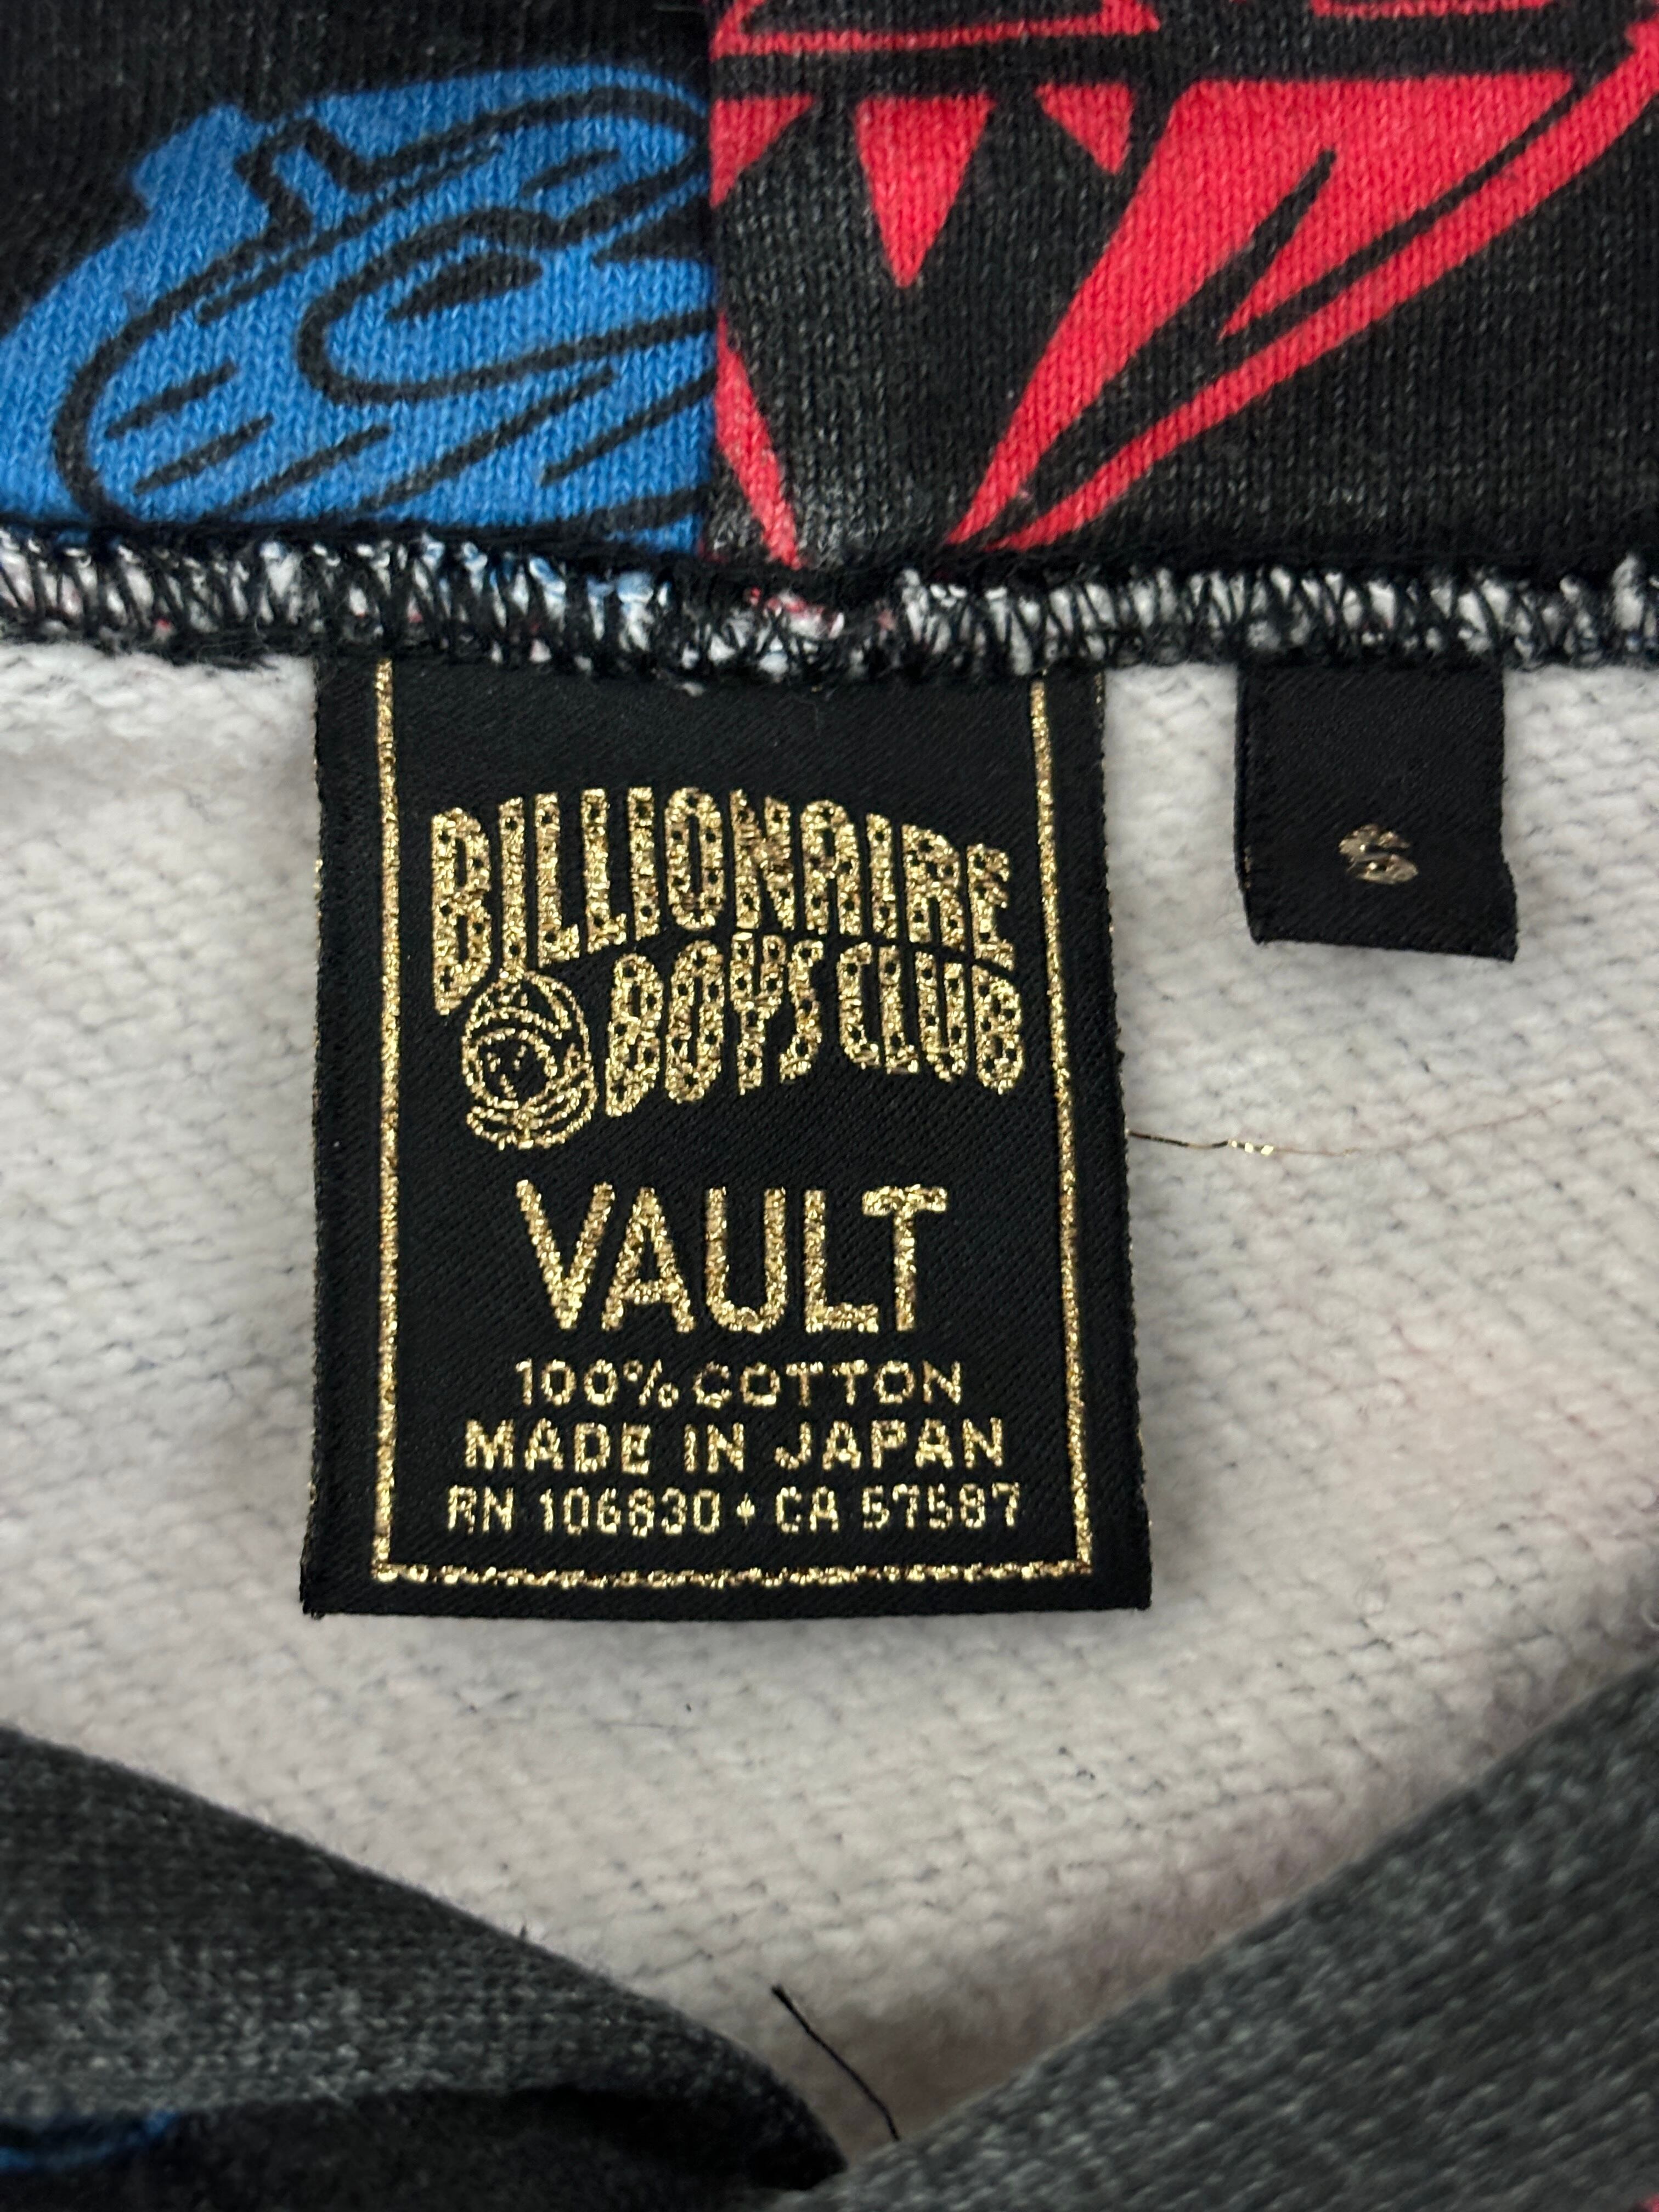 BILLIONAIRE
BOYS CLUB
VAULT
100% COTTON
MADE IN JAPAN
RN 106830 • CA 57587
S